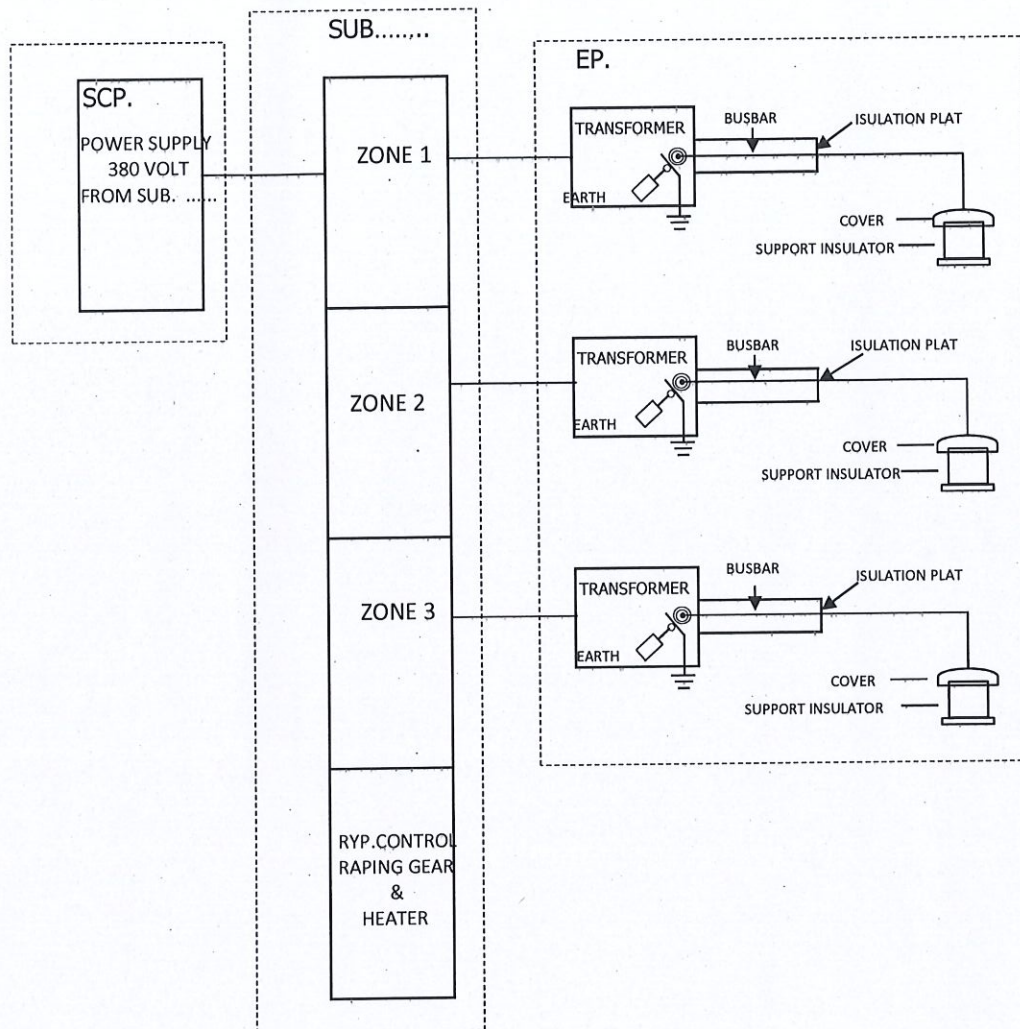 SUB.....,..
SCP.
POWER SUPPLY
380 VOLT
FROM SUB. ......
ZONE 1
ZONE 2
ZONE 3
RYP.CONTROL
RAPING GEAR
&
HEATER
EP.
TRANSFORMER
BUSBAR
ISULATION PLAT
EARTH
COVER
SUPPORT INSULATOR
TRANSFORMER
BUSBAR
ISULATION PLAT
EARTH
COVER
SUPPORT INSULATOR
TRANSFORMER
BUSBAR
ISULATION PLAT
EARTH
COVER
SUPPORT INSULATOR